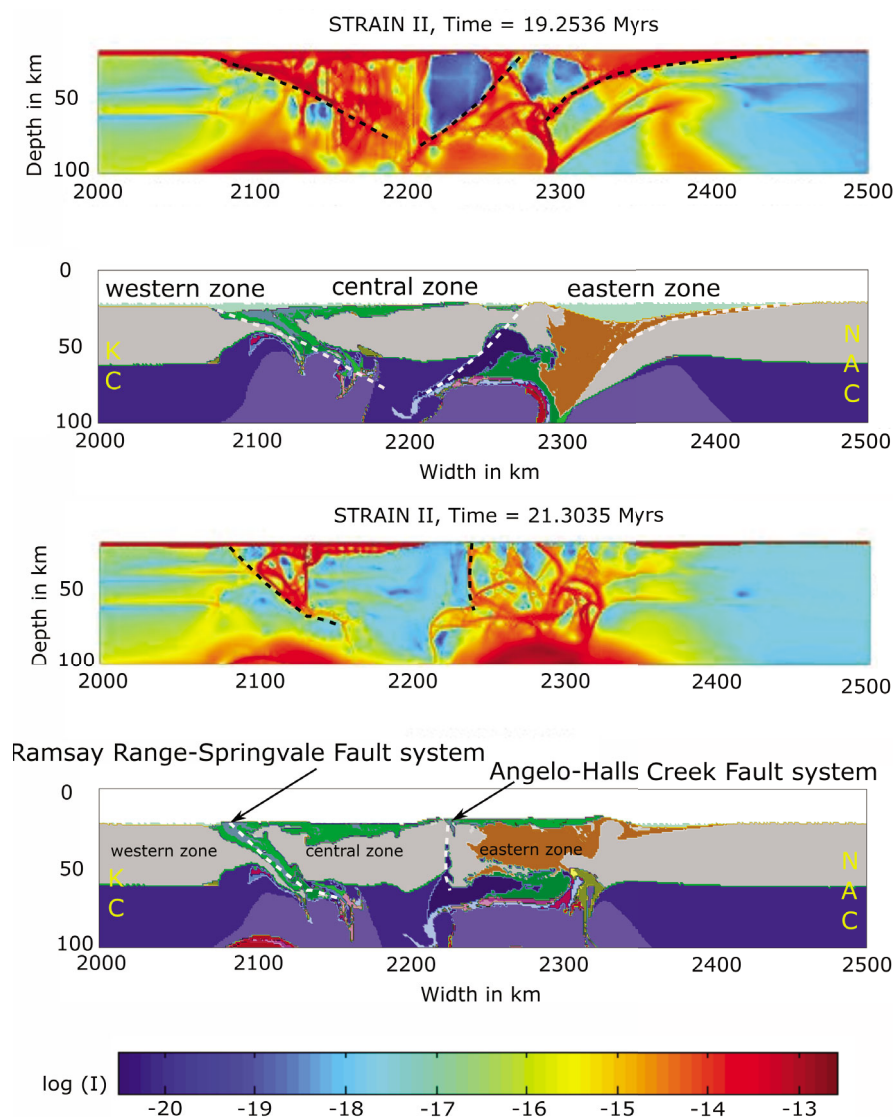 STRAIN II, Time = 19.2536 Myrs
Depth in km
50
100
2000 2100 2200 2300 2400 2500
0
western zone central zone eastern zone
50
K C
N A C
100
2000 2100 2200 2300 2400 2500
Width in km
STRAIN II, Time = 21.3035 Myrs
Depth in km
50
100
2000 2100 2200 2300 2400 2500
Ramsay Range-Springvale Fault system
Angelo-Halls Creek Fault system
0
western zone central zone eastern zone
50
K C
N A C
100
2000 2100 2200 2300 2400 2500
Width in km
log (I)
-20 -19 -18 -17 -16 -15 -14 -13